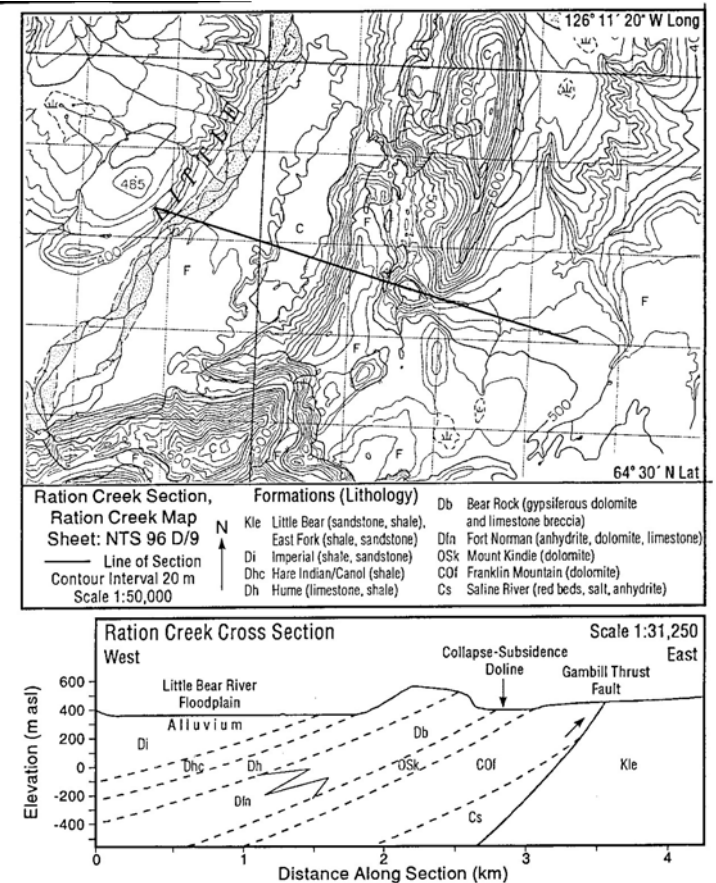 126° 11´ 20" W Long
LITTLE
485
C
C
F
F
F
F
F
F
F
500
64° 30´ N Lat
Ration Creek Section,
Ration Creek Map
Sheet: NTS 96 D/9
Line of Section
Contour Interval 20 m
Scale 1:50,000
N
Formations (Lithology)
Kle Little Bear (sandstone, shale),
East Fork (shale, sandstone)
Di Imperial (shale, sandstone)
Dhc Hare Indian/Canol (shale)
Dh Hume (limestone, shale)
Db Bear Rock (gypsiferous dolomite
and limestone breccia)
Dfn Fort Norman (anhydrite, dolomite, limestone)
OSk Mount Kindle (dolomite)
COf Franklin Mountain (dolomite)
Cs Saline River (red beds, salt, anhydrite)
Ration Creek Cross Section
Scale 1:31,250
West
East
Collapse-Subsidence
Doline
Gambill Thrust
Fault
Little Bear River
Floodplain
Alluvium
Di
Dhc
Dh
Dfn
Db
OSk
COf
Cs
Kle
Elevation (m asl)
600
400
200
0
-200
-400
0
1
2
3
4
Distance Along Section (km)